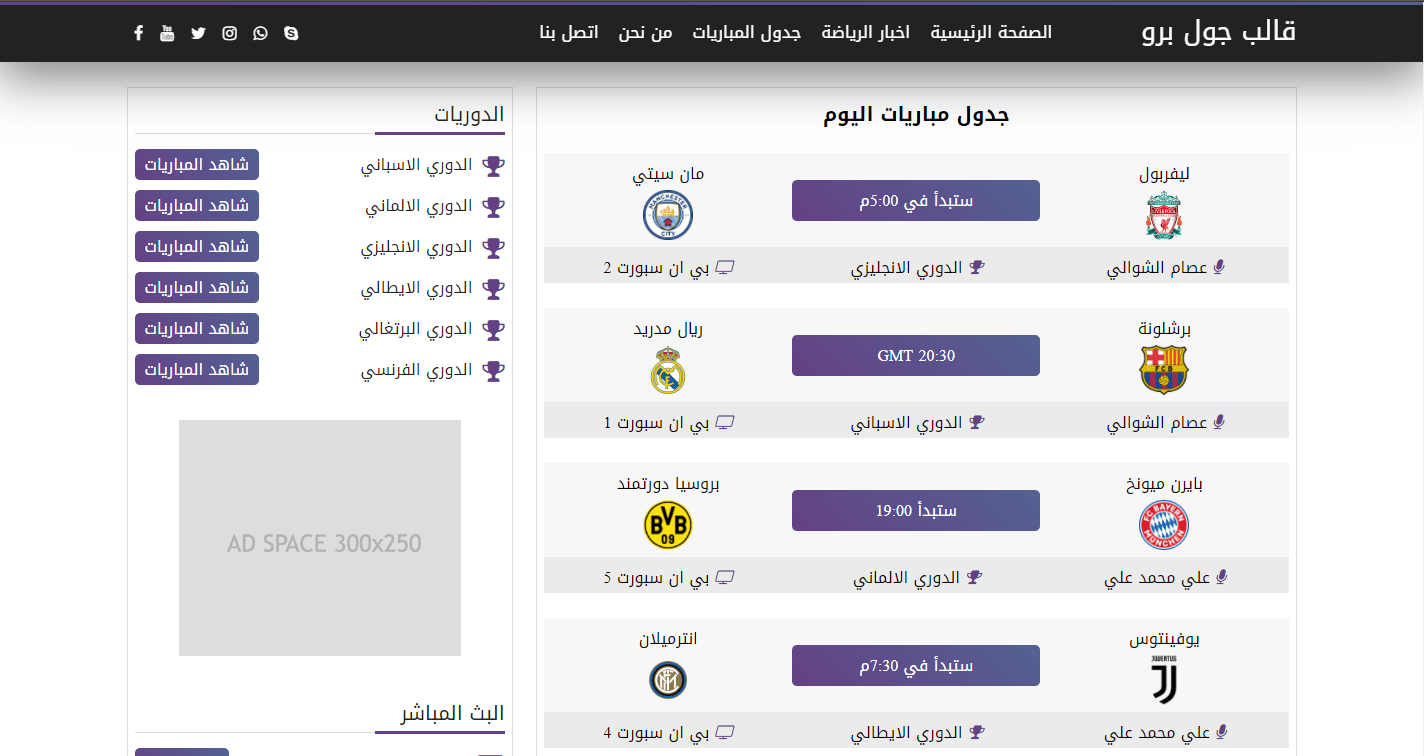 قالب جول برو
الصفحة الرئيسية
اخبار الرياضة
جدول المباريات
من نحن
اتصل بنا
جدول مباريات اليوم
ليفربول
ستبدأ في 5:00م
مان سيتي
عصام الشوالي
الدوري الانجليزي
بي ان سبورت 2
برشلونة
GMT 20:30
ريال مدريد
عصام الشوالي
الدوري الاسباني
بي ان سبورت 1
بايرن ميونخ
ستبدأ 19:00
بروسيا دورتمند
علي محمد علي
الدوري الالماني
بي ان سبورت 5
يوفينتوس
ستبدأ في 7:30م
انترميلان
علي محمد علي
الدوري الايطالي
بي ان سبورت 4
الدوريات
الدوري الاسباني
شاهد المباريات
الدوري الالماني
شاهد المباريات
الدوري الانجليزي
شاهد المباريات
الدوري الايطالي
شاهد المباريات
الدوري البرتغالي
شاهد المباريات
الدوري الفرنسي
شاهد المباريات
AD SPACE 300x250
البث المباشر